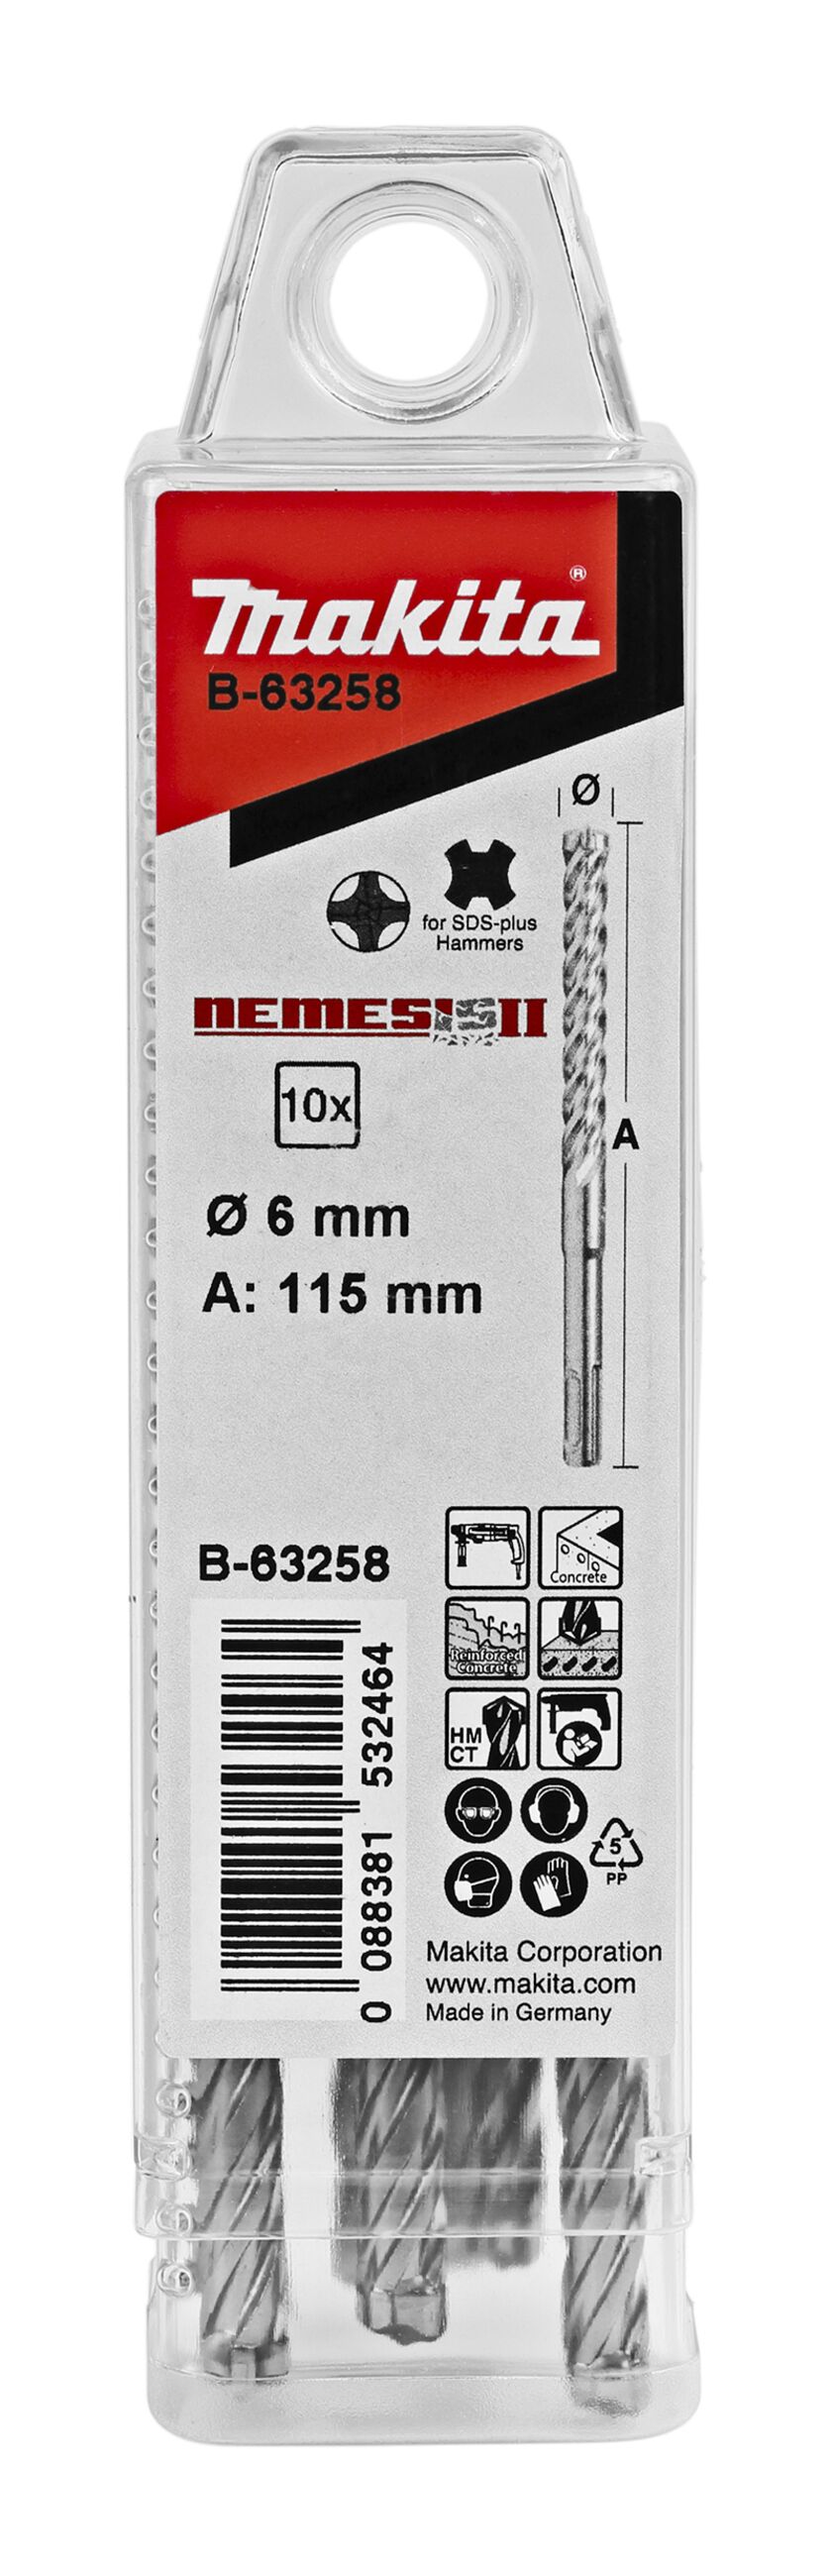 makita®
B-63258
Ø
for SDS-plus
Hammers
NEMESIS II
10x
A
Ø 6 mm
A: 115 mm
B-63258
Concrete
Reinforced
Concrete
HM
CT
0 088381 532464
5
PP
Makita Corporation
www.makita.com
Made in Germany